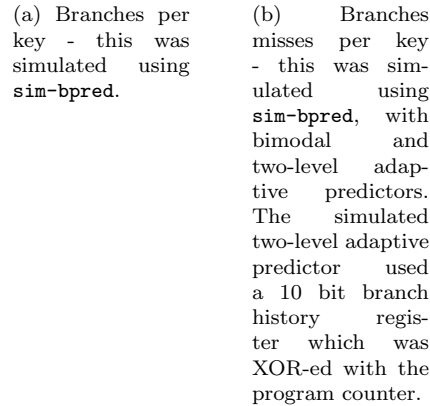 (a) Branches per
key - this was
simulated using
sim-bpred.
(b) Branches
misses per key
- this was sim-
ulated using
sim-bpred, with
bimodal and
two-level adap-
tive predictors.
The simulated
two-level adaptive
predictor used
a 10 bit branch
history regis-
ter which was
XOR-ed with the
program counter.